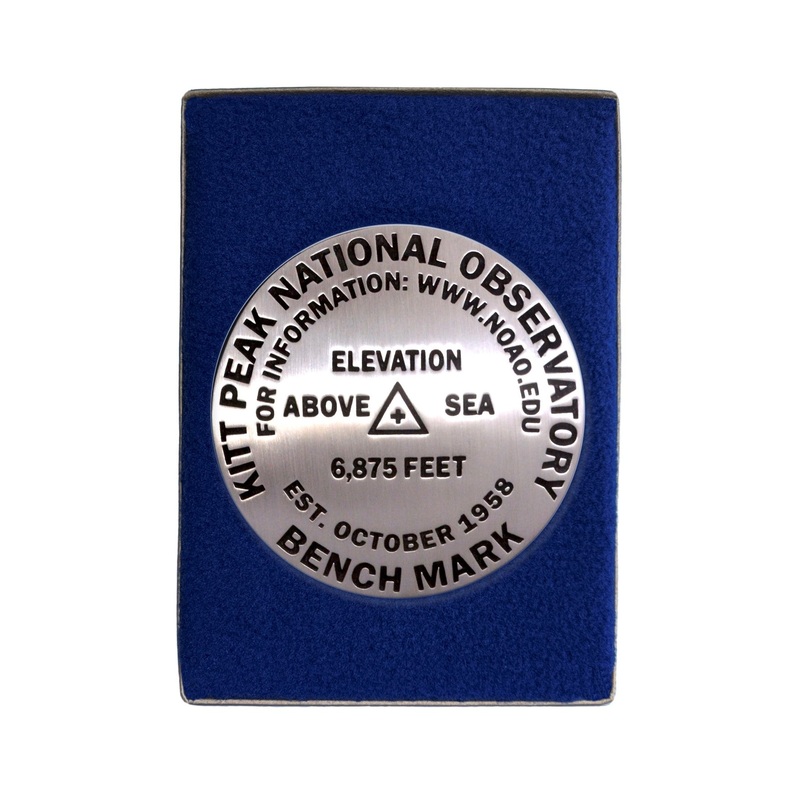 KITT PEAK NATIONAL OBSERVATORY
FOR INFORMATION: WWW.NOAO.EDU
ELEVATION
ABOVE SEA
6,875 FEET
EST. OCTOBER 1958
BENCH MARK